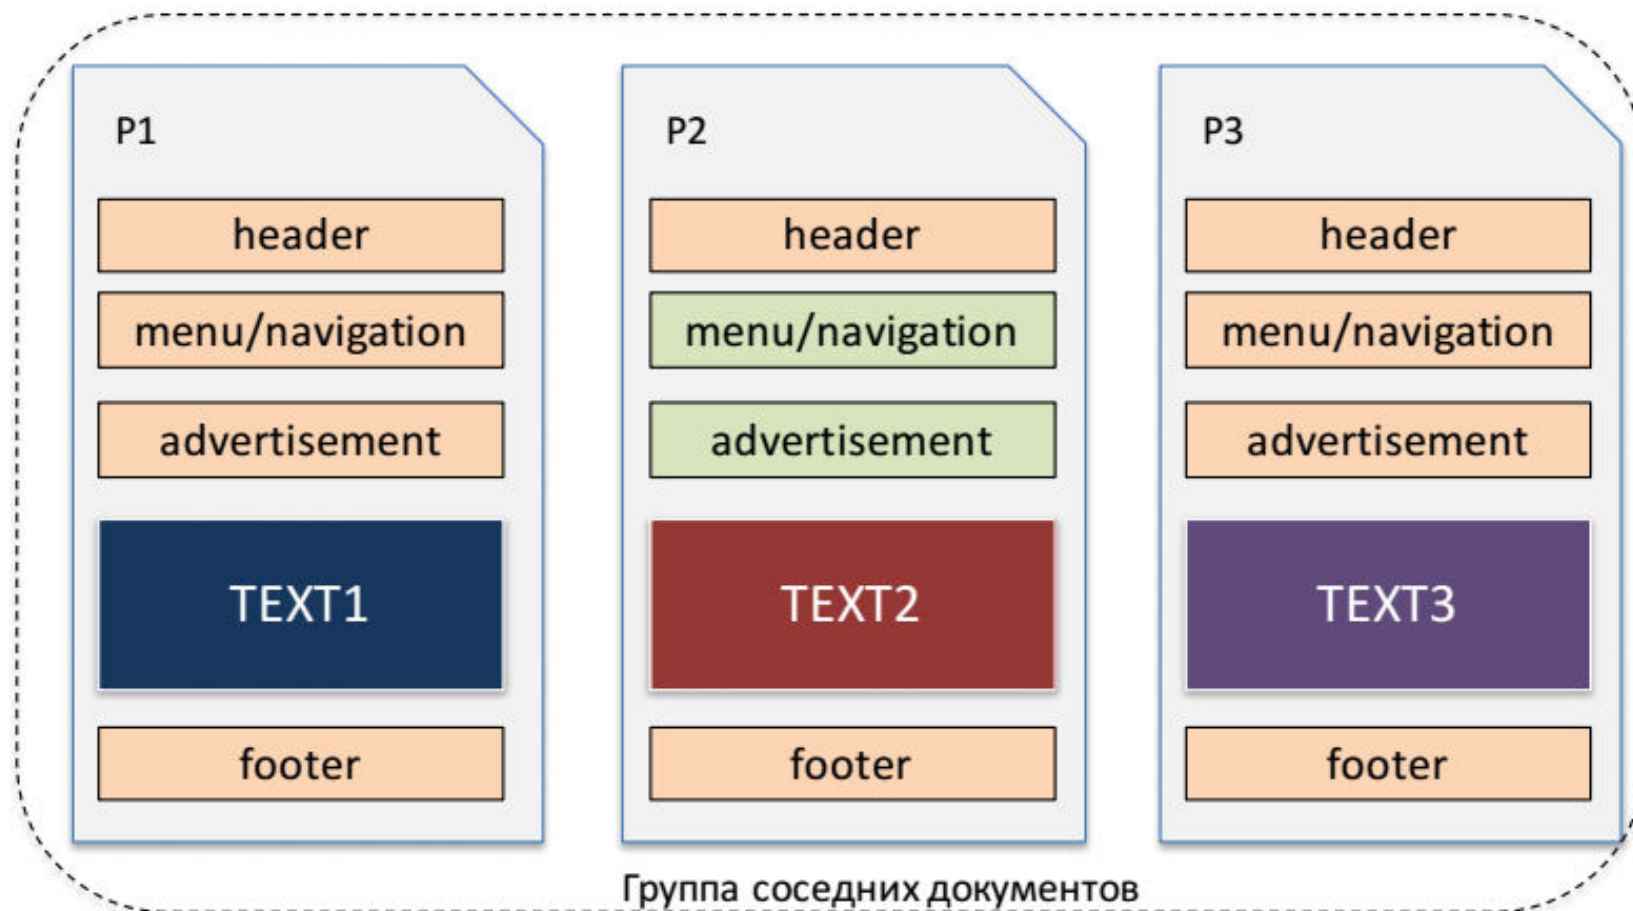 P1
header
menu/navigation
advertisement
TEXT1
footer
P2
header
menu/navigation
advertisement
TEXT2
footer
P3
header
menu/navigation
advertisement
TEXT3
footer
Группа соседних документов